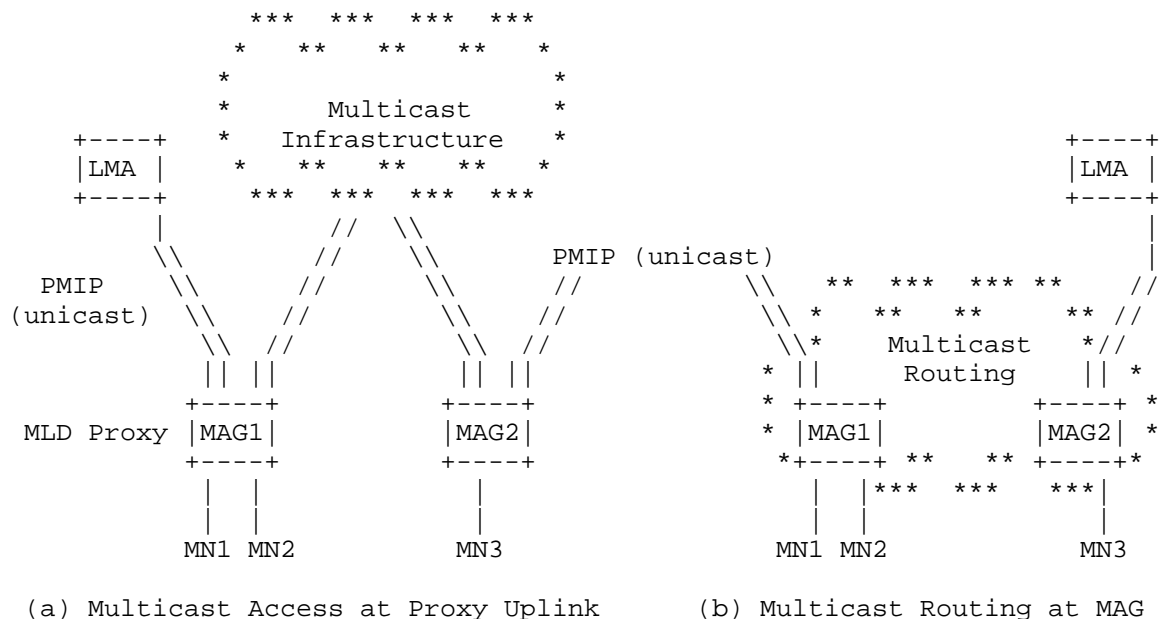 Multicast
Infrastructure
LMA
LMA
PMIP (unicast)
PMIP
(unicast)
Multicast
Routing
MLD Proxy MAG1 MAG2 MAG1 MAG2
MN1 MN2 MN3 MN1 MN2 MN3
(a) Multicast Access at Proxy Uplink (b) Multicast Routing at MAG